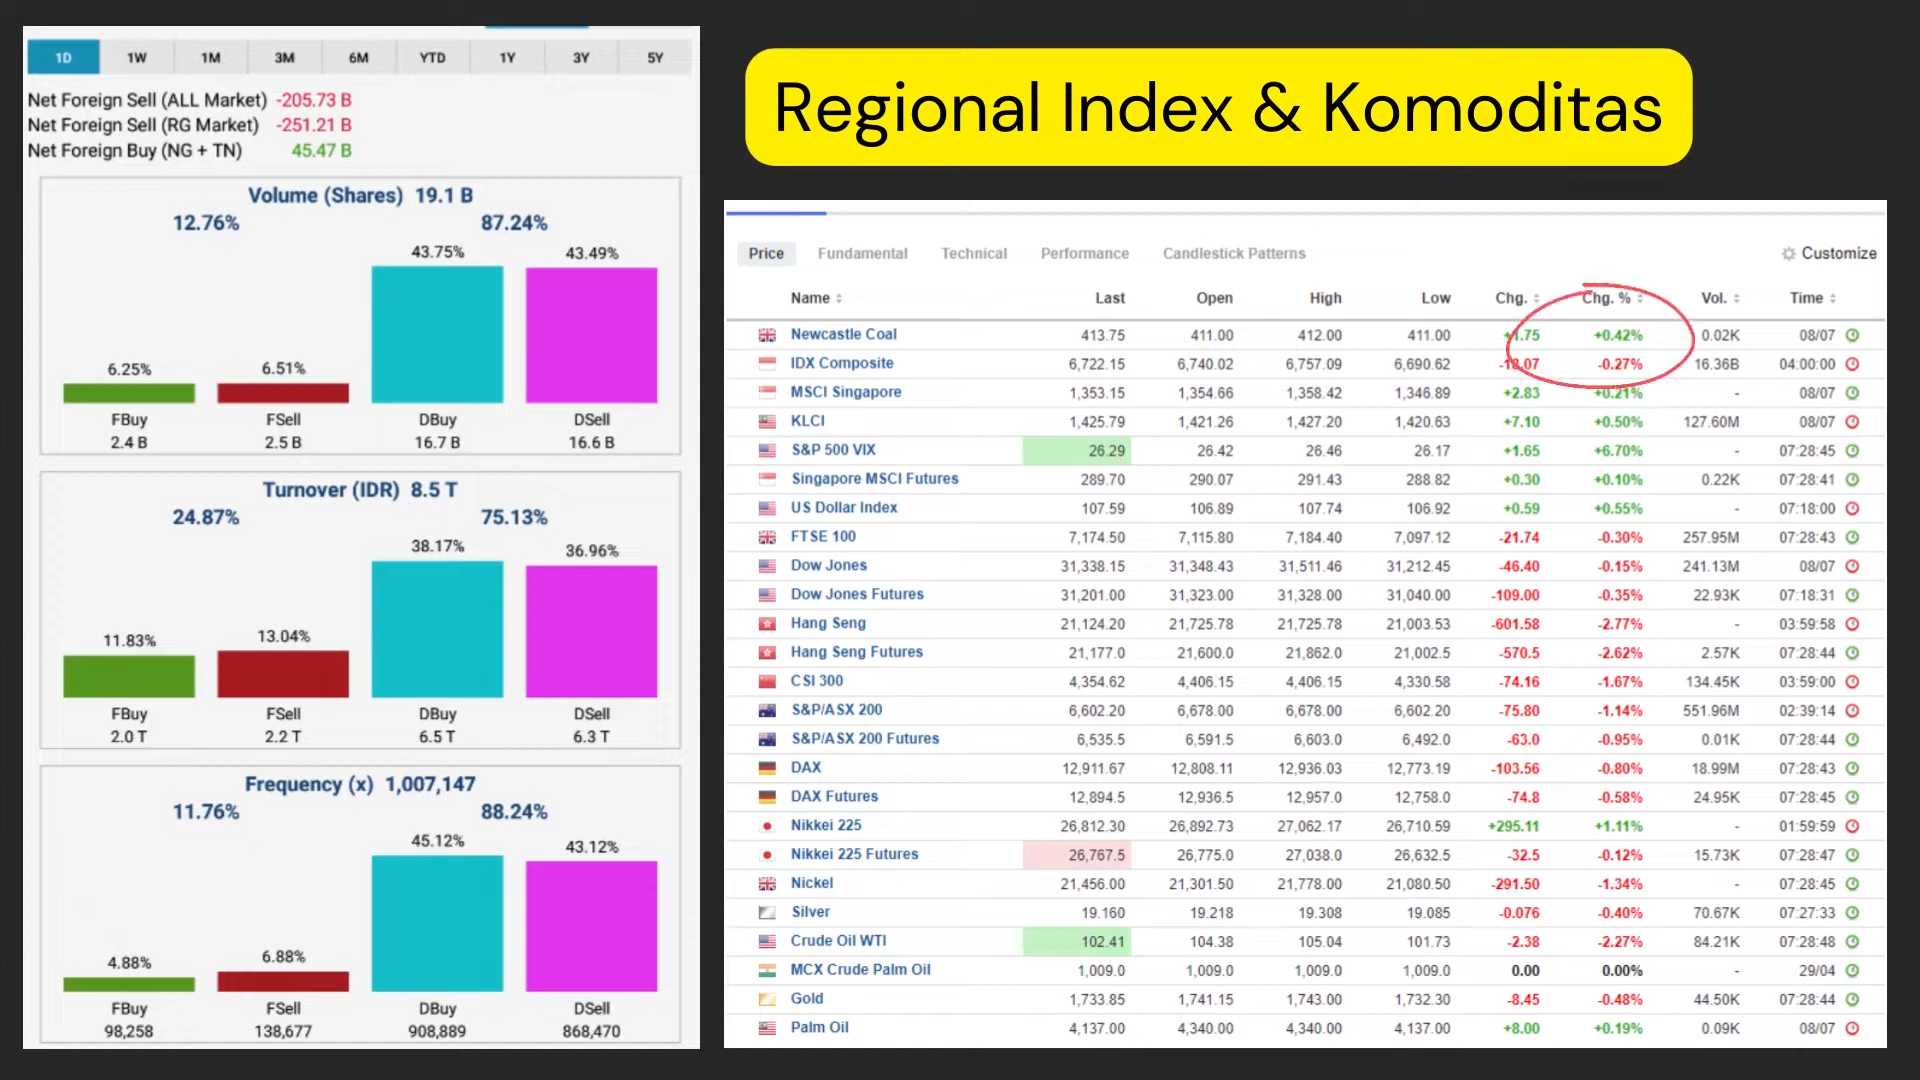 1D 1W 1M 3M 6M YTD 1Y 3Y 5Y
Net Foreign Sell (ALL Market) -205.73 B
Net Foreign Sell (RG Market) -251.21 B
Net Foreign Buy (NG + TN) 45.47 B
Volume (Shares) 19.1 B
12.76% 87.24%
43.75% 43.49%
6.25% 6.51%
FBuy FSell DBuy DSell
2.4 B 2.5 B 16.7 B 16.6 B
Turnover (IDR) 8.5 T
24.87% 75.13%
38.17% 36.96%
11.83% 13.04%
FBuy FSell DBuy DSell
2.0 T 2.2 T 6.5 T 6.3 T
Frequency (x) 1,007,147
11.76% 88.24%
45.12% 43.12%
4.88% 6.88%
FBuy FSell DBuy DSell
98,258 138,677 908,889 868,470
Regional Index & Komoditas
Price Fundamental Technical Performance Candlestick Patterns Customize
Name Last Open High Low Chg. Chg. % Vol. Time
Newcastle Coal 413.75 411.00 412.00 411.00 +1.75 +0.42% 0.02K 08/07
IDX Composite 6,722.15 6,740.02 6,757.09 6,690.62 -18.07 -0.27% 16.36B 04:00:00
MSCI Singapore 1,353.15 1,354.66 1,358.42 1,346.89 +2.83 +0.21% - 08/07
KLCI 1,425.79 1,421.26 1,427.20 1,420.63 +7.10 +0.50% 127.60M 08/07
S&P 500 VIX 26.29 26.42 26.46 26.17 +1.65 +6.70% - 07:28:45
Singapore MSCI Futures 289.70 290.07 291.43 288.82 +0.30 +0.10% 0.22K 07:28:41
US Dollar Index 107.59 106.89 107.74 106.92 +0.59 +0.55% - 07:18:00
FTSE 100 7,174.50 7,115.80 7,184.40 7,097.12 -21.74 -0.30% 257.95M 07:28:43
Dow Jones 31,338.15 31,348.43 31,511.46 31,212.45 -46.40 -0.15% 241.13M 08/07
Dow Jones Futures 31,201.00 31,323.00 31,328.00 31,040.00 -109.00 -0.35% 22.93K 07:18:31
Hang Seng 21,124.20 21,725.78 21,725.78 21,003.53 -601.58 -2.77% - 03:59:58
Hang Seng Futures 21,177.0 21,600.0 21,862.0 21,002.5 -570.5 -2.62% 2.57K 07:28:44
CSI 300 4,354.62 4,406.15 4,406.15 4,330.58 -74.16 -1.67% 134.45K 03:59:00
S&P/ASX 200 6,602.20 6,678.00 6,678.00 6,602.20 -75.80 -1.14% 551.96M 02:39:14
S&P/ASX 200 Futures 6,535.5 6,591.5 6,603.0 6,492.0 -63.0 -0.95% 0.01K 07:28:44
DAX 12,911.67 12,808.11 12,936.03 12,773.19 -103.56 -0.80% 18.99M 07:28:43
DAX Futures 12,894.5 12,936.5 12,957.0 12,758.0 -74.8 -0.58% 24.95K 07:28:45
Nikkei 225 26,812.30 26,892.73 27,062.17 26,710.59 +295.11 +1.11% - 01:59:59
Nikkei 225 Futures 26,767.5 26,775.0 27,038.0 26,632.5 -32.5 -0.12% 15.73K 07:28:47
Nickel 21,456.00 21,301.50 21,778.00 21,080.50 -291.50 -1.34% - 07:28:45
Silver 19.160 19.218 19.308 19.085 -0.076 -0.40% 70.67K 07:27:33
Crude Oil WTI 102.41 104.38 105.04 101.73 -2.38 -2.27% 84.21K 07:28:48
MCX Crude Palm Oil 1,009.0 1,009.0 1,009.0 1,009.0 0.00 0.00% - 29/04
Gold 1,733.85 1,741.15 1,743.00 1,732.30 -8.45 -0.48% 44.50K 07:28:44
Palm Oil 4,137.00 4,340.00 4,340.00 4,137.00 +8.00 +0.19% 0.09K 08/07